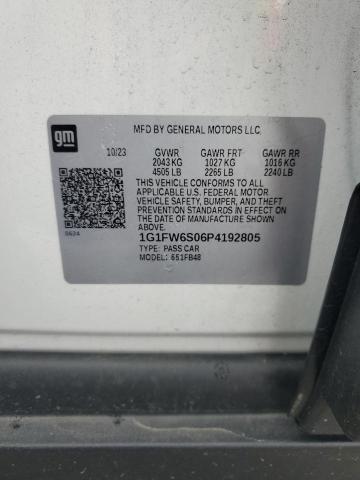 gm
MFD BY GENERAL MOTORS LLC
10/23 GVWR GAWR FRT GAWR RR
2043 KG 1027 KG 1016 KG
4505 LB 2265 LB 2240 LB
THIS VEHICLE CONFORMS TO ALL
APPLICABLE U.S. FEDERAL MOTOR
VEHICLE SAFETY, BUMPER, AND
THEFT PREVENTION STANDARDS
IN EFFECT ON THE DATE
OF MANUFACTURE SHOWN
ABOVE.
1G1FW6S06P4192805
TYPE: PASS CAR
MODEL: 651FB48